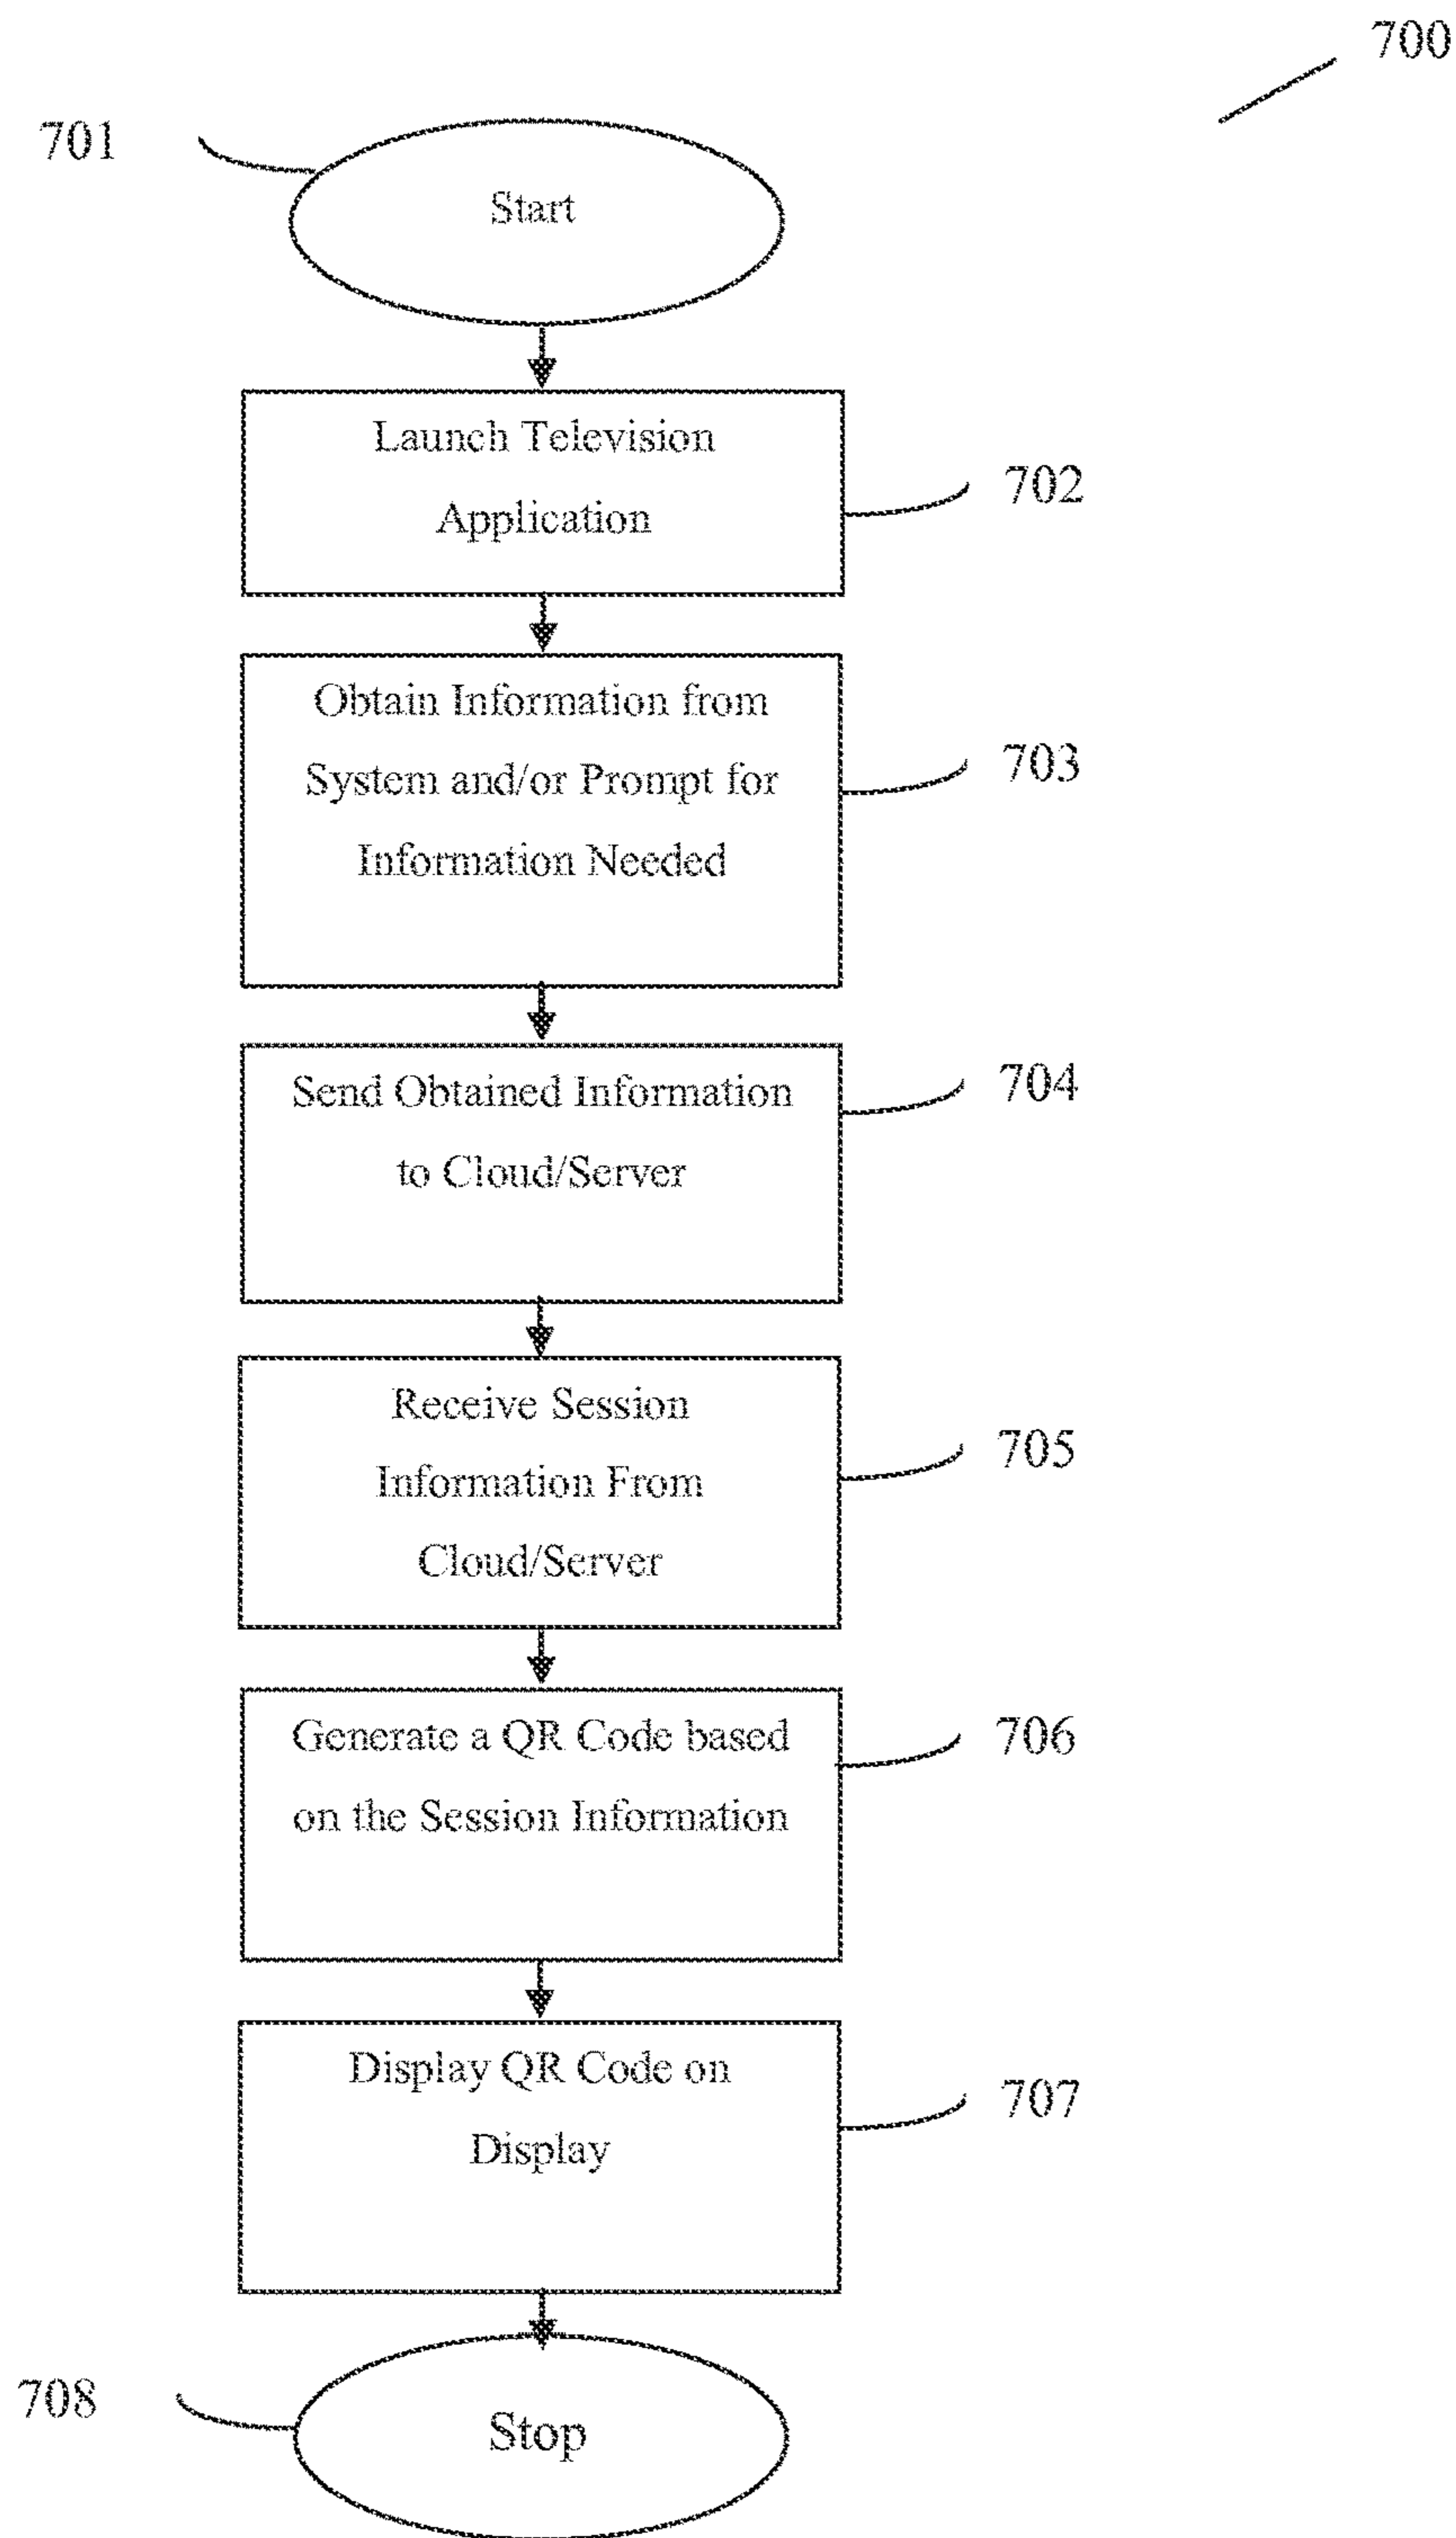 700
701
Start
Launch Television
Application
702
Obtain Information from
System and/or Prompt for
Information Needed
703
Send Obtained Information
to Cloud/Server
704
Receive Session
Information From
Cloud/Server
705
Generate a QR Code based
on the Session Information
706
Display QR Code on
Display
707
708
Stop